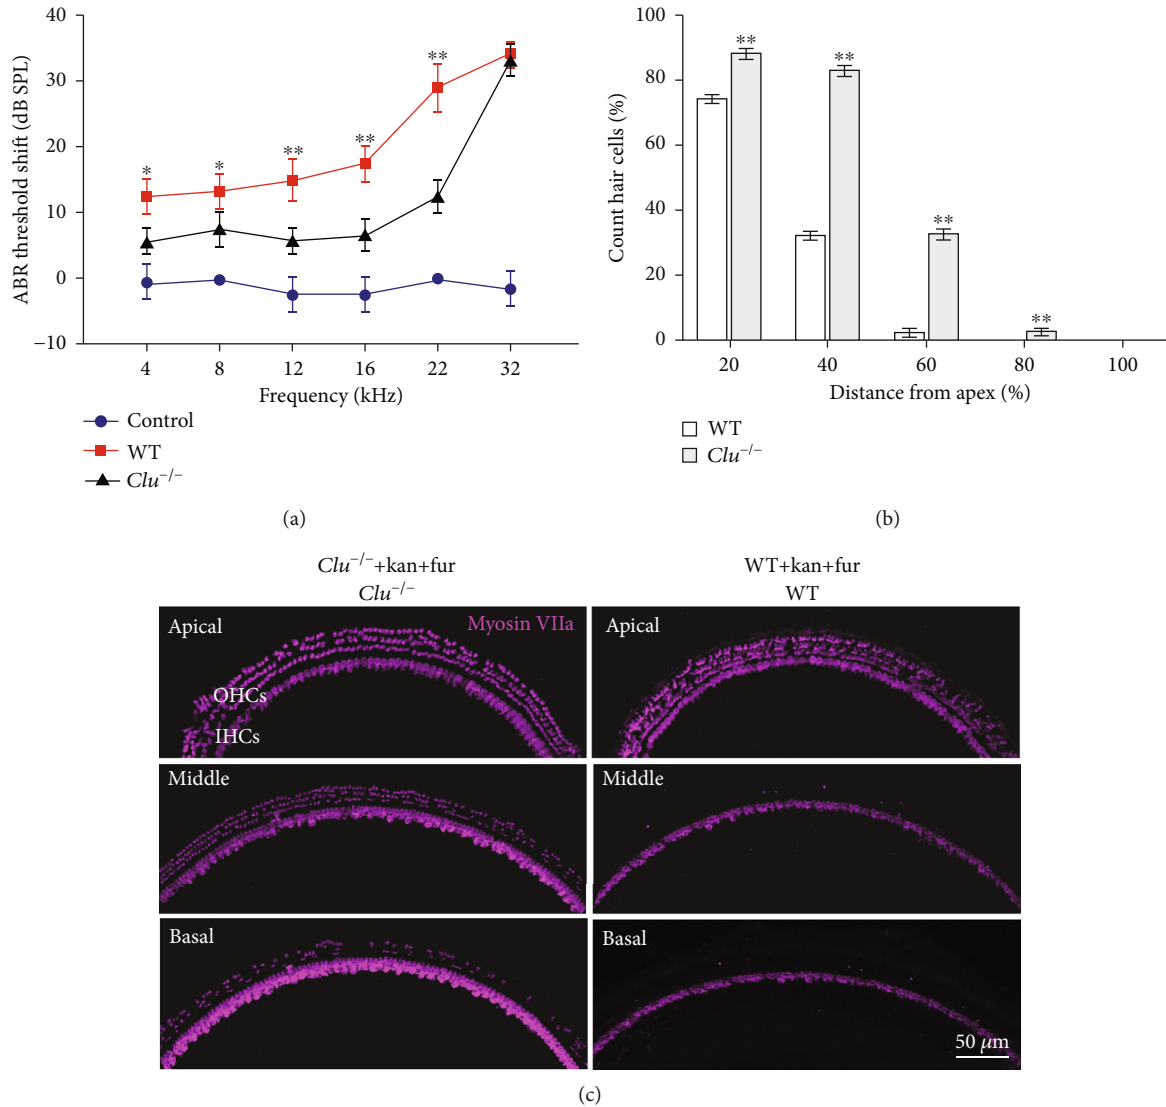 40
30
20
10
0
−10
ABR threshold shift (dB SPL)
*
*
**
**
**
4 8 12 16 22 32
Frequency (kHz)
Control
WT
Clu−/−
(a)
100
80
60
40
20
0
Count hair cells (%)
**
**
**
**
20 40 60 80 100
Distance from apex (%)
WT
Clu−/−
(b)
Clu−/−+kan+fur
Clu−/−
WT+kan+fur
WT
Apical
Myosin VIIa
OHCs
IHCs
Apical
Middle
Middle
Basal
Basal
50 μm
(c)